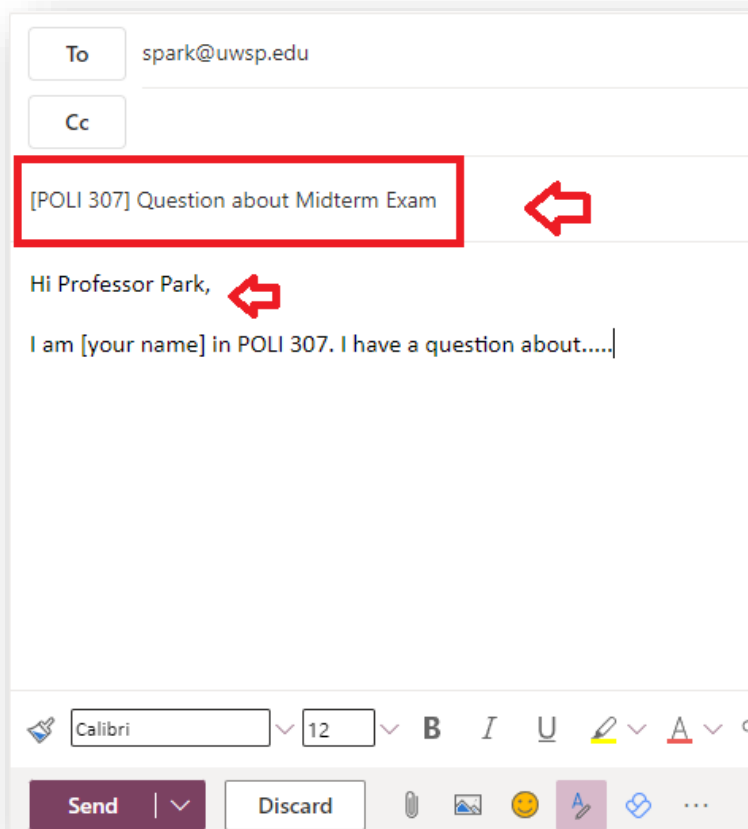 To spark@uwsp.edu
Cc
[POLI 307] Question about Midterm Exam
Hi Professor Park,
I am [your name] in POLI 307. I have a question about.....
Calibri 12 B I U A
Send Discard A ...